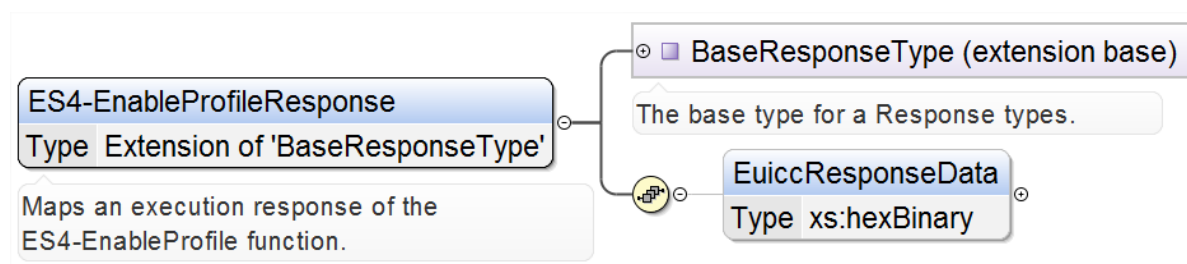 ES4-EnableProfileResponse
Type Extension of 'BaseResponseType'
Maps an execution response of the
ES4-EnableProfile function.
BaseResponseType (extension base)
The base type for a Response types.
EuiccResponseData
Type xs:hexBinary